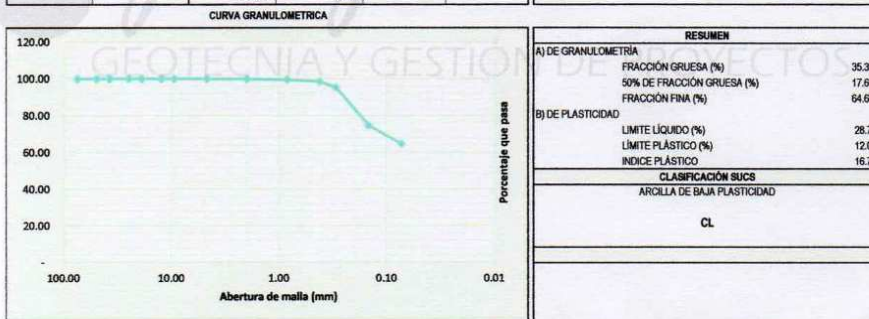 CURVA GRANULOMETRICA
GEOTECNIA Y GESTIÓN DE PROYECTOS
120.00
100.00
80.00
60.00
40.00
20.00
-
100.00 10.00 1.00 0.10 0.01
Abertura de malla (mm)
Porcentaje que pasa
RESUMEN
A) DE GRANULOMETRÍA
FRACCIÓN GRUESA (%) 35.3
50% DE FRACCIÓN GRUESA (%) 17.6
FRACCIÓN FINA (%) 64.6
B) DE PLASTICIDAD
LIMITE LÍQUIDO (%) 28.7
LÍMITE PLÁSTICO (%) 12.0
INDICE PLÁSTICO 16.7
CLASIFICACIÓN SUCS
ARCILLA DE BAJA PLASTICIDAD
CL